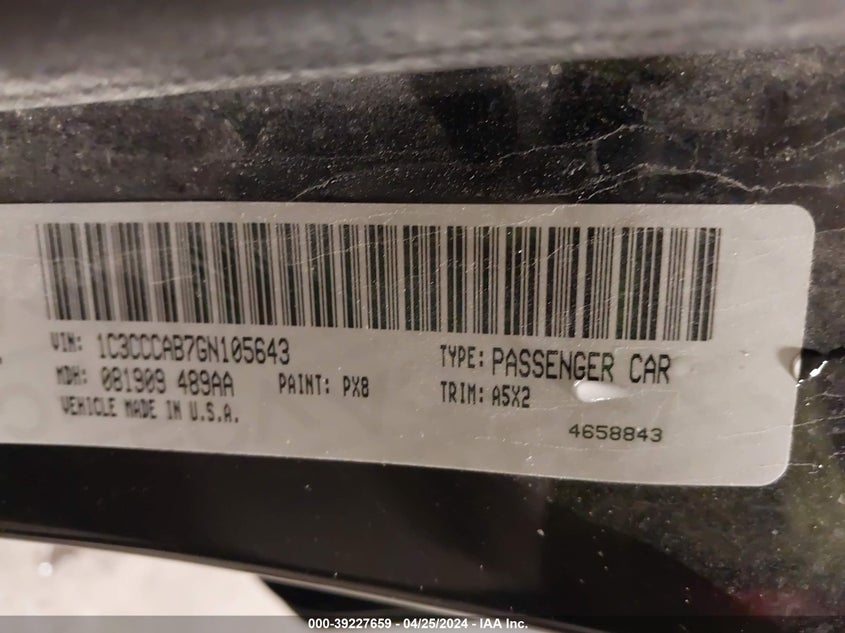 VIN: 1C3CCCAB7GN105643
TYPE: PASSENGER CAR
MDH: 081909 489AA PAINT: PX8
TRIM: A5X2
VEHICLE MADE IN U.S.A.
4658843
000-39227659 - 04/25/2024 - IAA Inc.